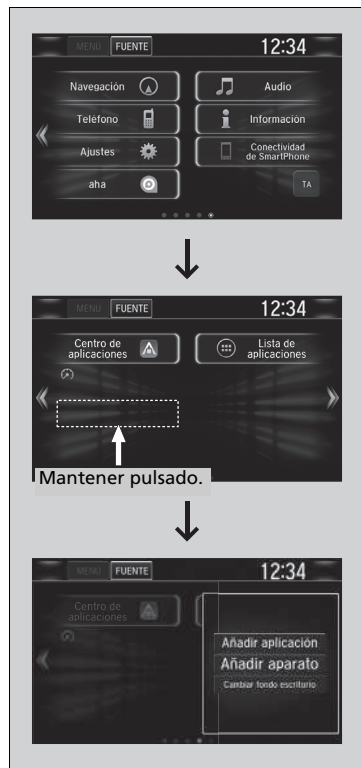 MENU FUENTE 12:34
Navegación Audio
Teléfono Información
Ajustes Conectividad
de SmartPhone
aha TA
MENU FUENTE 12:34
Centro de
aplicaciones
Lista de
aplicaciones
Mantener pulsado.
MENU FUENTE 12:34
Centro de
aplicaciones
Añadir aplicación
Añadir aparato
Cambiar fondo escritorio